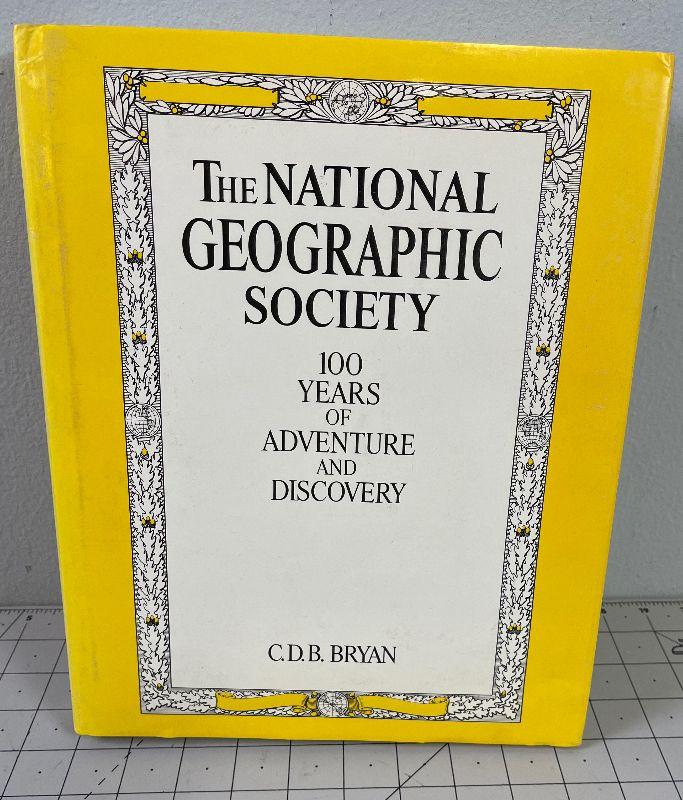 THE NATIONAL
GEOGRAPHIC
SOCIETY
100
YEARS
OF
ADVENTURE
AND
DISCOVERY
C.D.B. BRYAN